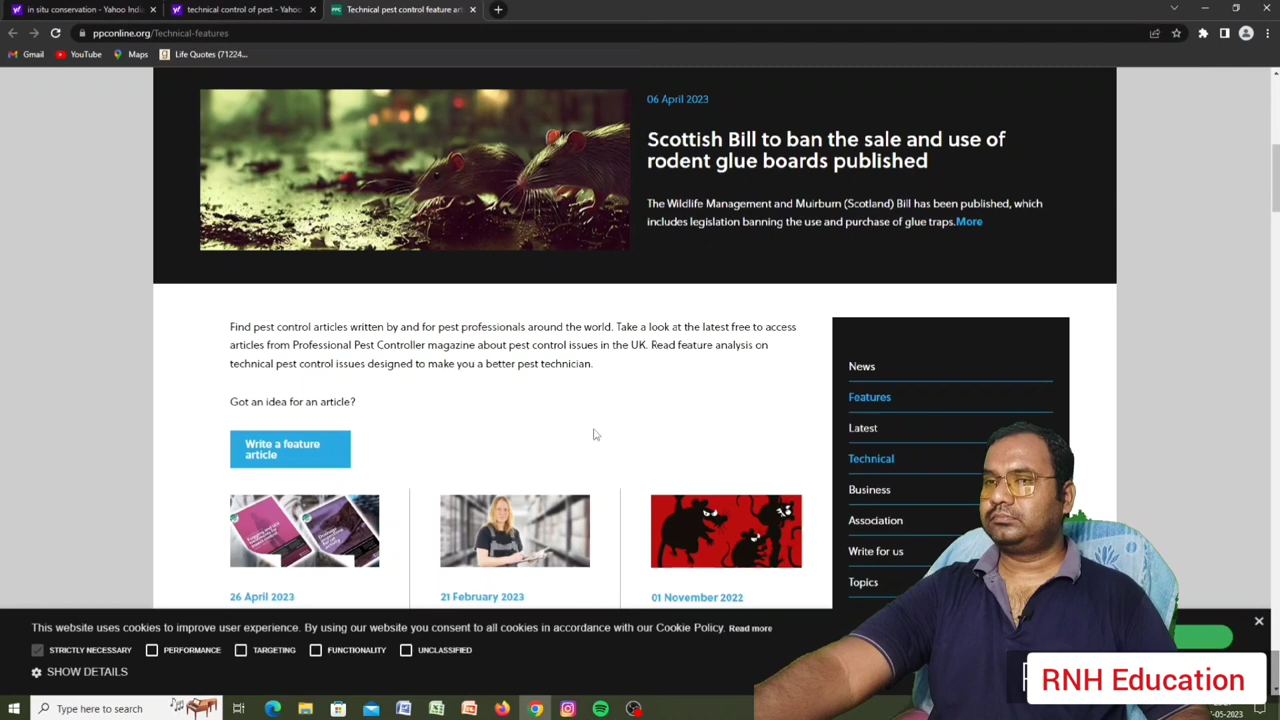 in situ conservation - Yahoo Indi
technical control of pest - Yahoo
Technical pest control feature art
ppconline.org/Technical-features
Gmail
YouTube
Maps
Life Quotes (71224...
06 April 2023
Scottish Bill to ban the sale and use of
rodent glue boards published
The Wildlife Management and Muirburn (Scotland) Bill has been published, which
includes legislation banning the use and purchase of glue traps.More
Find pest control articles written by and for pest professionals around the world. Take a look at the latest free to access
articles from Professional Pest Controller magazine about pest control issues in the UK. Read feature analysis on
technical pest control issues designed to make you a better pest technician.
Got an idea for an article?
Write a feature
article
News
Features
Latest
Technical
Business
Association
Write for us
Topics
26 April 2023
21 February 2023
01 November 2022
This website uses cookies to improve user experience. By using our website you consent to all cookies in accordance with our Cookie Policy. Read more
STRICTLY NECESSARY
PERFORMANCE
TARGETING
FUNCTIONALITY
UNCLASSIFIED
SHOW DETAILS
RNH Education
Type here to search
-05-2023